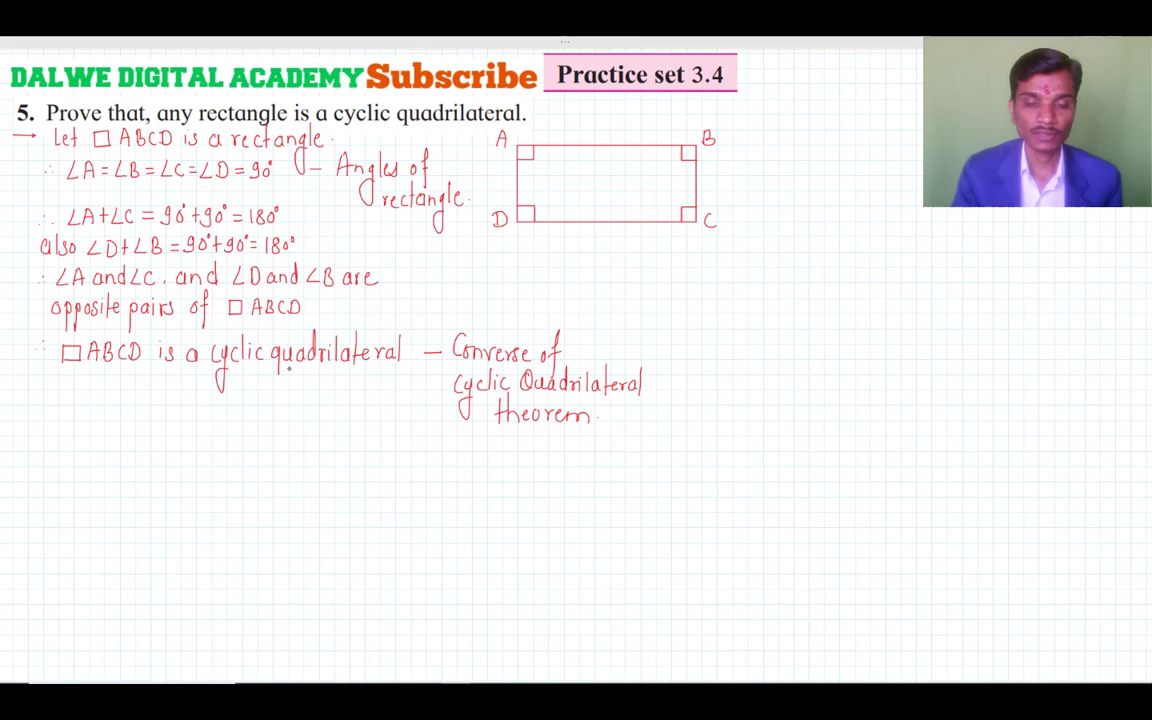 DALWE DIGITAL ACADEMY Subscribe Practice set 3.4
5. Prove that, any rectangle is a cyclic quadrilateral.
→ Let □ ABCD is a rectangle.
∴ ∠A = ∠B = ∠C = ∠D = 90° – Angles of
rectangle.
∴ ∠A+∠C = 90°+90° = 180°
also ∠D+∠B = 90°+90° = 180°
∴ ∠A and ∠C, and ∠D and ∠B are
opposite pairs of □ ABCD
∴ □ ABCD is a cyclic quadrilateral – Converse of
cyclic Quadrilateral
theorem.
A B
D C